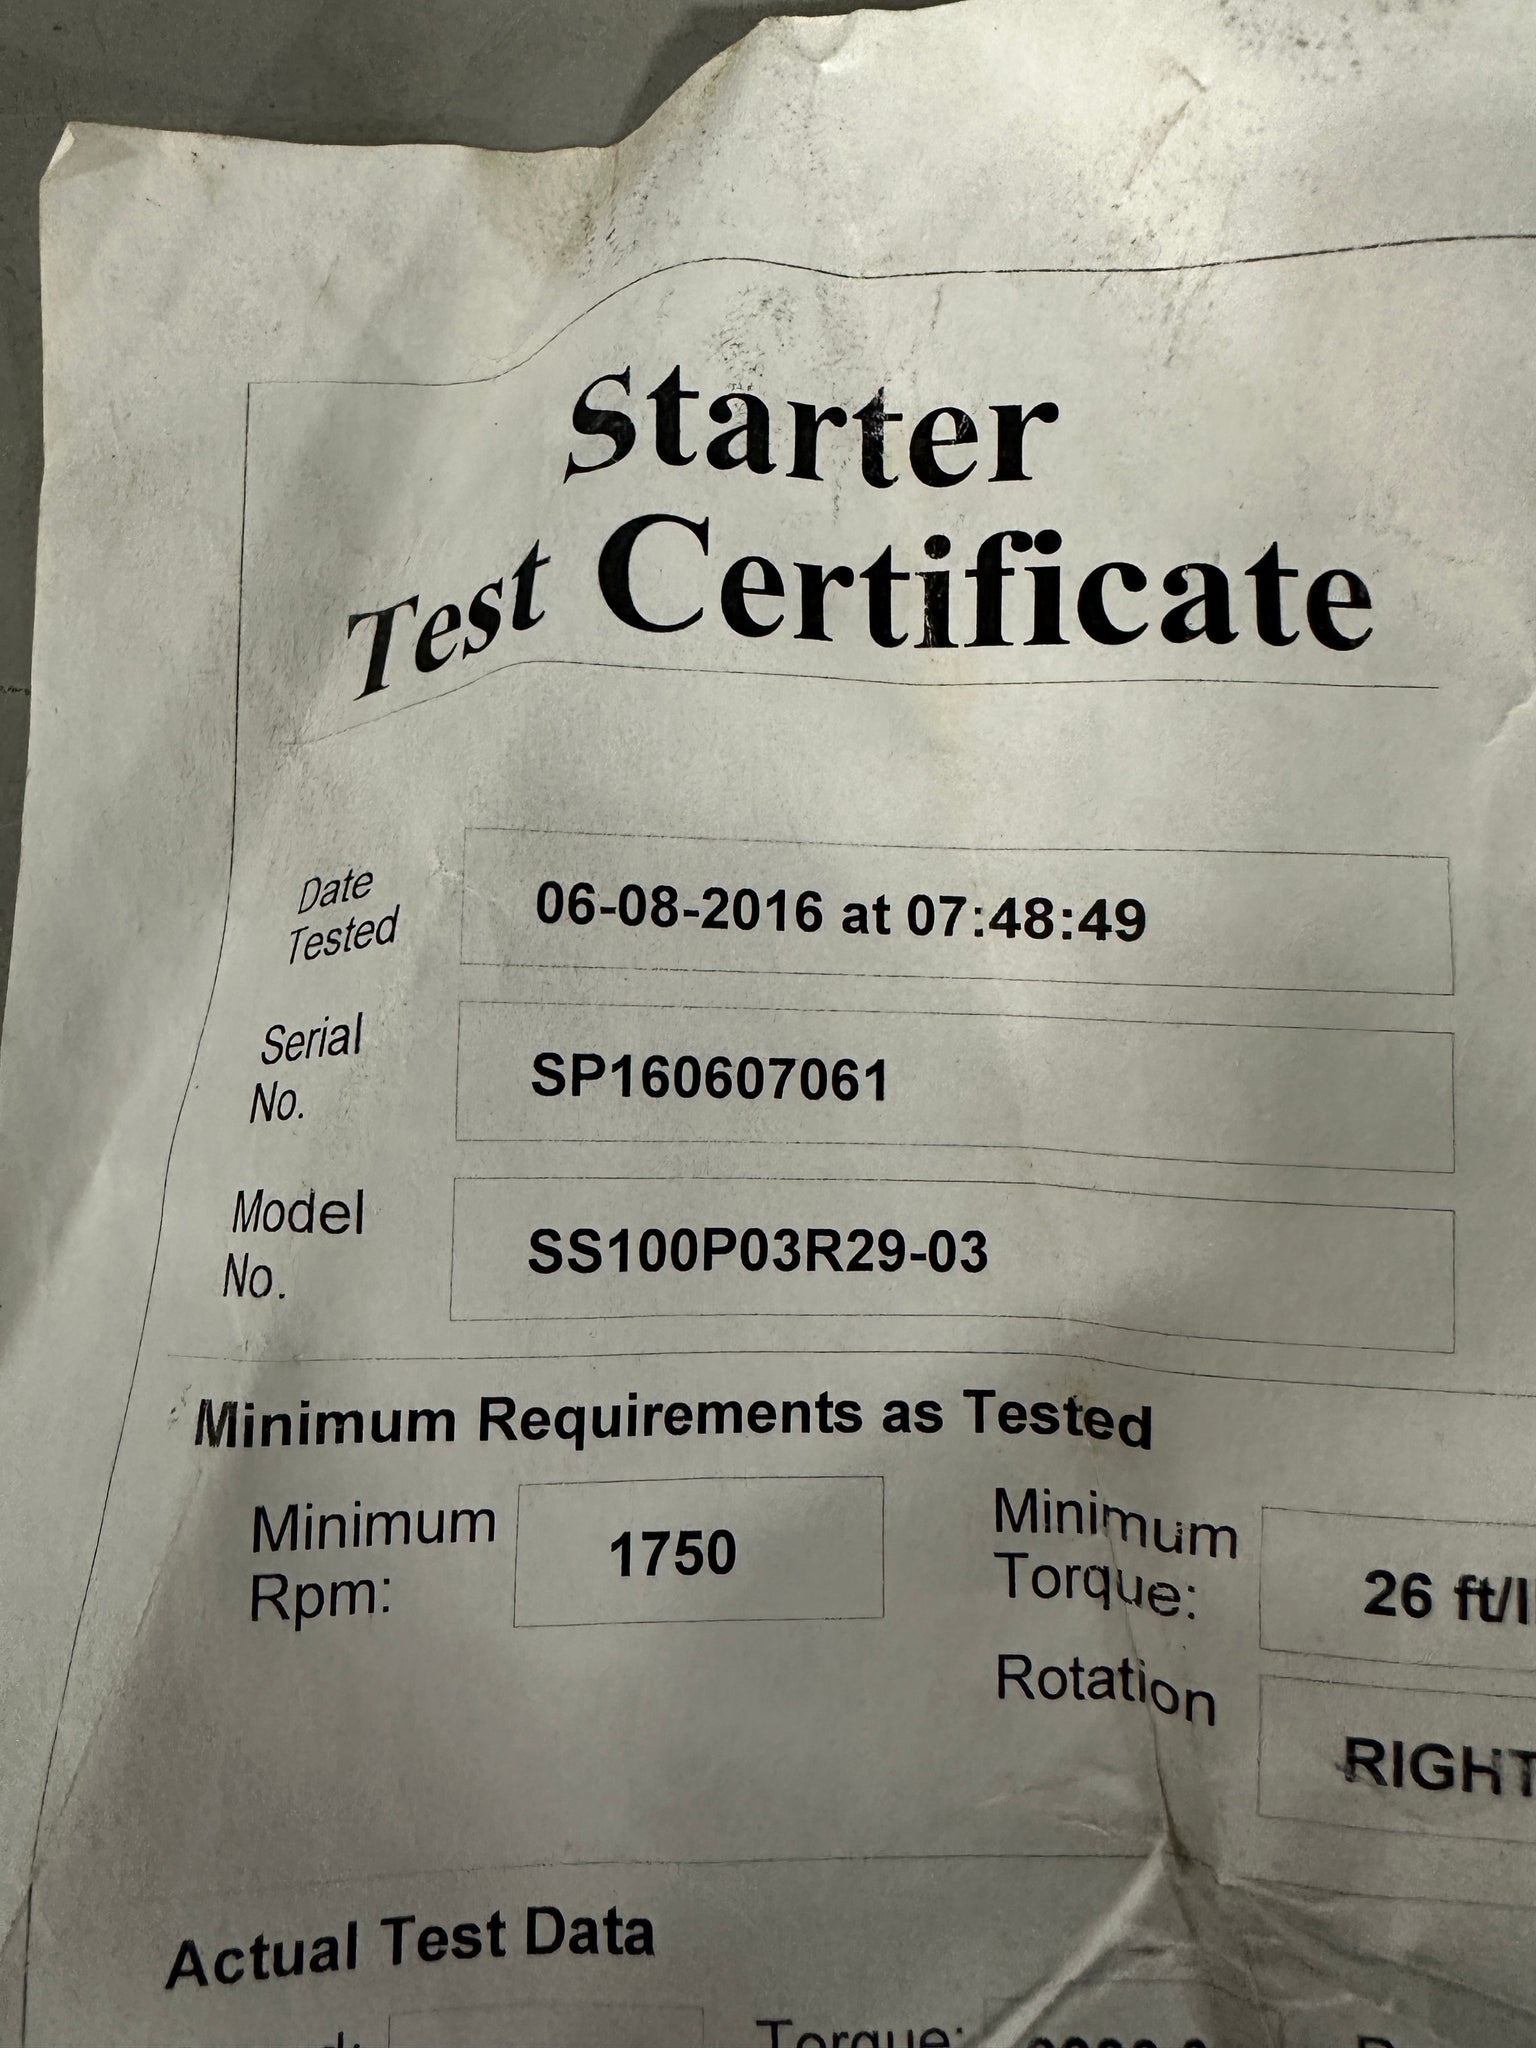 Starter
Test Certificate
Date
Tested
06-08-2016 at 07:48:49
Serial
No.
SP160607061
Model
No.
SS100P03R29-03
Minimum Requirements as Tested
Minimum
Rpm:
1750
Minimum
Torque:
26 ft/l
Rotation
RIGHT
Actual Test Data
Torque: